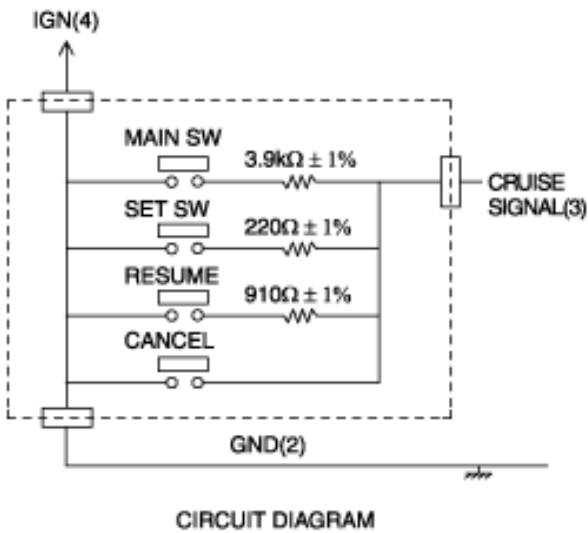 IGN(4)
MAIN SW
3.9kΩ ± 1%
CRUISE
SIGNAL(3)
SET SW
220Ω ± 1%
RESUME
910Ω ± 1%
CANCEL
GND(2)
CIRCUIT DIAGRAM